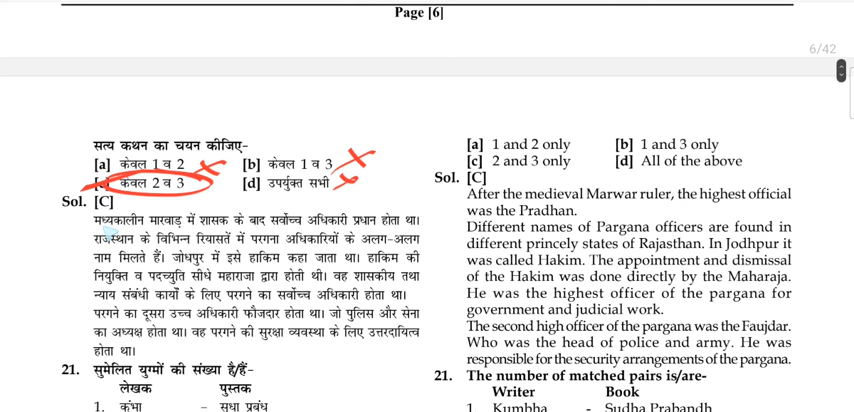 Page [6]
6/42
सत्य कथन का चयन कीजिए-
[a] केवल 1 व 2 [b] केवल 1 व 3
[c] केवल 2 व 3 [d] उपर्युक्त सभी
Sol. [C]
मध्यकालीन मारवाड़ में शासक के बाद सर्वोच्च अधिकारी प्रधान होता था।
राजस्थान के विभिन्न रियासतें में परगना अधिकारियों के अलग-अलग
नाम मिलते हैं। जोधपुर में इसे हाकिम कहा जाता था। हाकिम की
नियुक्ति व पदच्युति सीधे महाराजा द्वारा होती थी। वह शासकीय तथा
न्याय संबंधी कार्यों के लिए परगने का सर्वोच्च अधिकारी होता था।
परगने का दूसरा उच्च अधिकारी फौजदार होता था। जो पुलिस और सेना
का अध्यक्ष होता था। वह परगने की सुरक्षा व्यवस्था के लिए उत्तरदायित्व
होता था।
21. सुमेलित युग्मों की संख्या है/हैं-
लेखक पुस्तक
1. कुंभा - सुधा प्रबंध
[a] 1 and 2 only [b] 1 and 3 only
[c] 2 and 3 only [d] All of the above
Sol. [C]
After the medieval Marwar ruler, the highest official
was the Pradhan.
Different names of Pargana officers are found in
different princely states of Rajasthan. In Jodhpur it
was called Hakim. The appointment and dismissal
of the Hakim was done directly by the Maharaja.
He was the highest officer of the pargana for
government and judicial work.
The second high officer of the pargana was the Faujdar.
Who was the head of police and army. He was
responsible for the security arrangements of the pargana.
21. The number of matched pairs is/are-
Writer Book
1. Kumbha - Sudha Prabandh